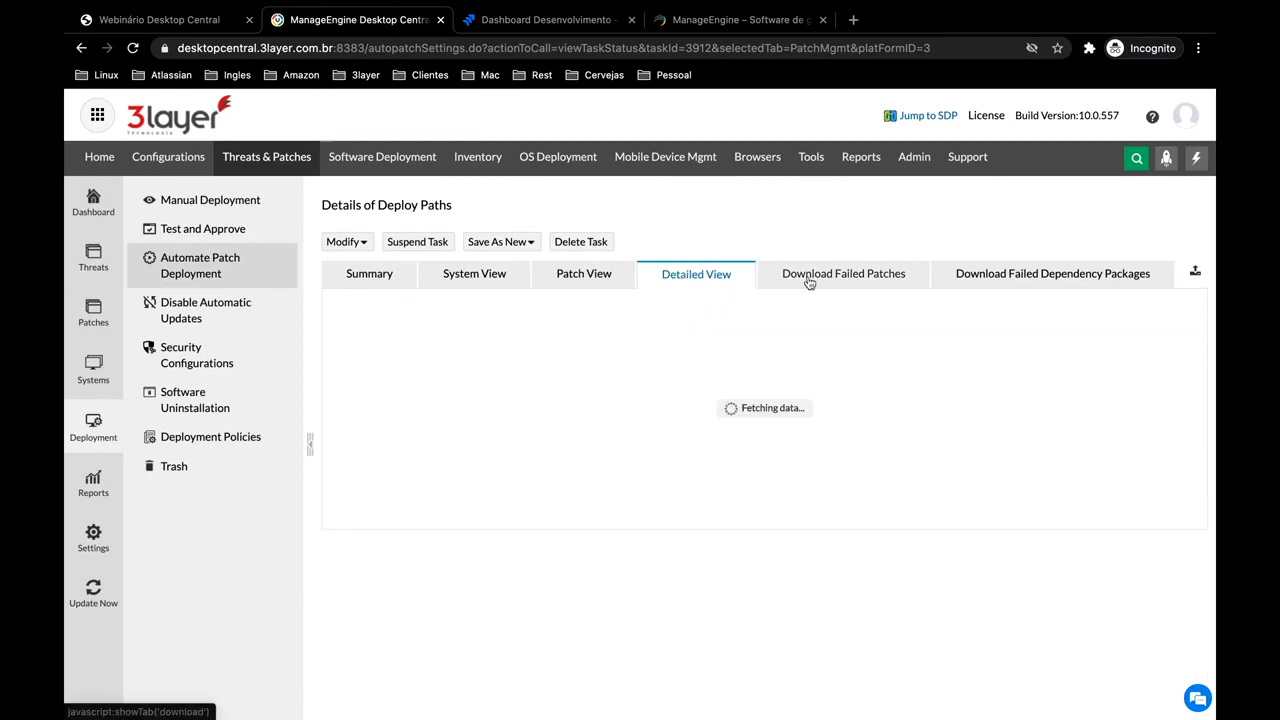 Webinário Desktop Central
ManageEngine Desktop Centra
Dashboard Desenvolvimento -
ManageEngine – Software de g
desktopcentral.3layer.com.br:8383/autopatchSettings.do?actionToCall=viewTaskStatus&taskId=3912&selectedTab=PatchMgmt&platFormID=3
Incognito
Linux
Atlassian
Ingles
Amazon
3layer
Clientes
Mac
Rest
Cervejas
Pessoal
3layer
TECNOLOGIA
Jump to SDP
License
Build Version:10.0.557
Home
Configurations
Threats & Patches
Software Deployment
Inventory
OS Deployment
Mobile Device Mgmt
Browsers
Tools
Reports
Admin
Support
Dashboard
Threats
Patches
Systems
Deployment
Reports
Settings
Update Now
Manual Deployment
Test and Approve
Automate Patch
Deployment
Disable Automatic
Updates
Security
Configurations
Software
Uninstallation
Deployment Policies
Trash
Details of Deploy Paths
Modify
Suspend Task
Save As New
Delete Task
Summary
System View
Patch View
Detailed View
Download Failed Patches
Download Failed Dependency Packages
Fetching data...
javascript:showTab('download')